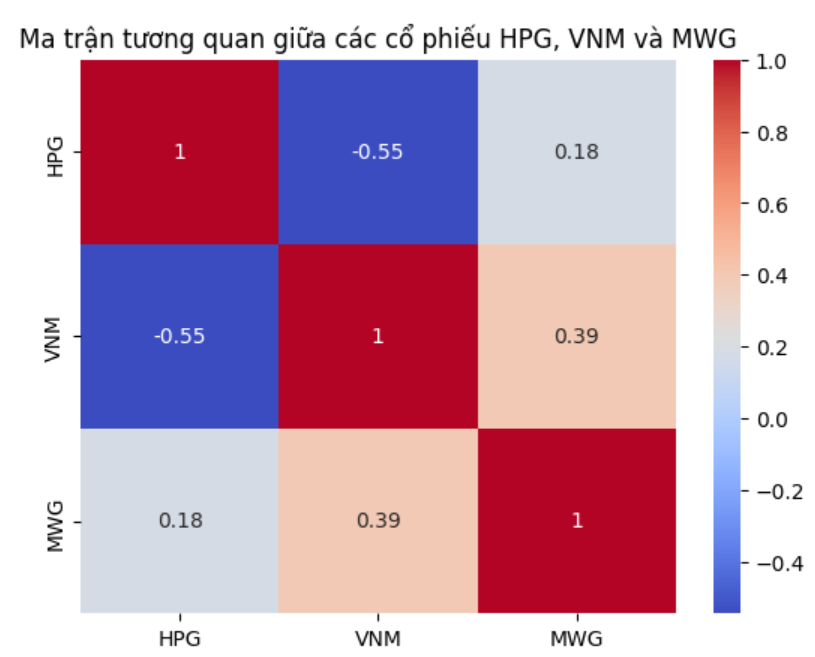 Ma trận tương quan giữa các cổ phiếu HPG, VNM và MWG
HPG
1
-0.55
0.18
VNM
-0.55
1
0.39
MWG
0.18
0.39
1
HPG
VNM
MWG
1.0
0.8
0.6
0.4
0.2
0.0
−0.2
−0.4